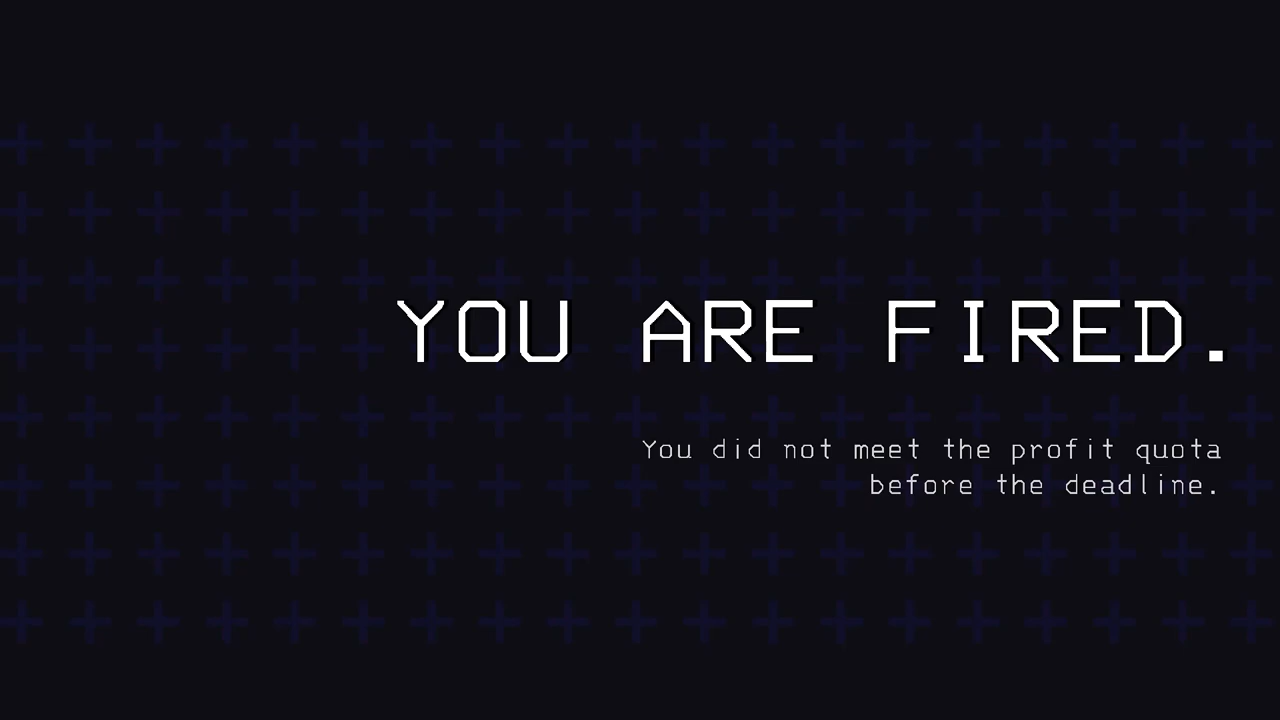 YOU ARE FIRED.
You did not meet the profit quota
before the deadline.